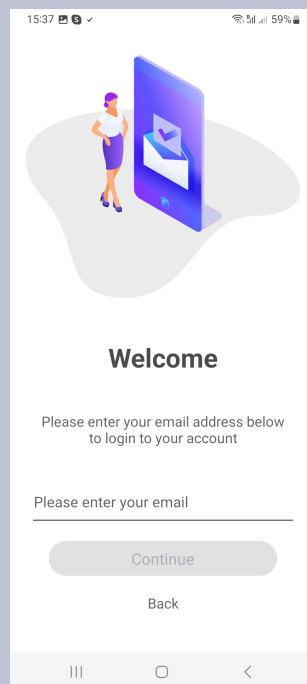 15:37 59%
Welcome
Please enter your email address below
to login to your account
Please enter your email
Continue
Back